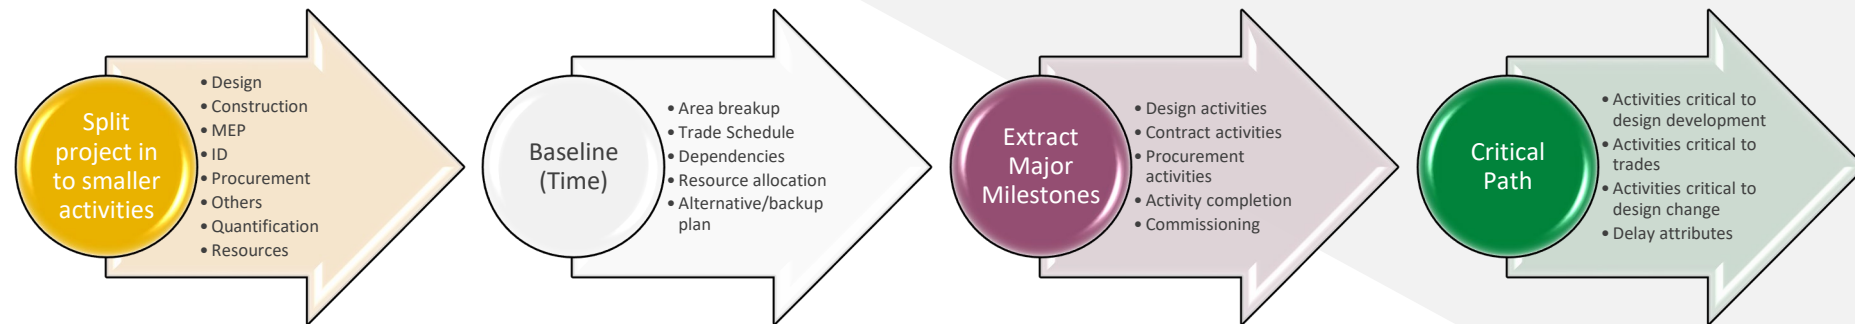 Split
project in
to smaller
activities
• Design
• Construction
• MEP
• ID
• Procurement
• Others
• Quantification
• Resources
Baseline
(Time)
• Area breakup
• Trade Schedule
• Dependencies
• Resource allocation
• Alternative/backup
plan
Extract
Major
Milestones
• Design activities
• Contract activities
• Procurement
activities
• Activity completion
• Commissioning
Critical
Path
• Activities critical to
design development
• Activities critical to
trades
• Activities critical to
design change
• Delay attributes